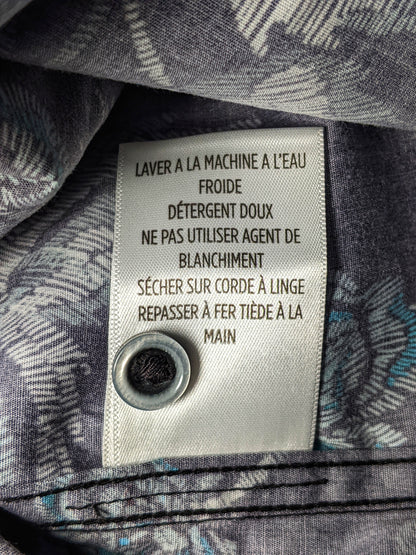 LAVER A LA MACHINE A L'EAU
FROIDE
DÉTERGENT DOUX
NE PAS UTILISER AGENT DE
BLANCHIMENT
SÉCHER SUR CORDE À LINGE
REPASSER À FER TIÈDE À LA
MAIN